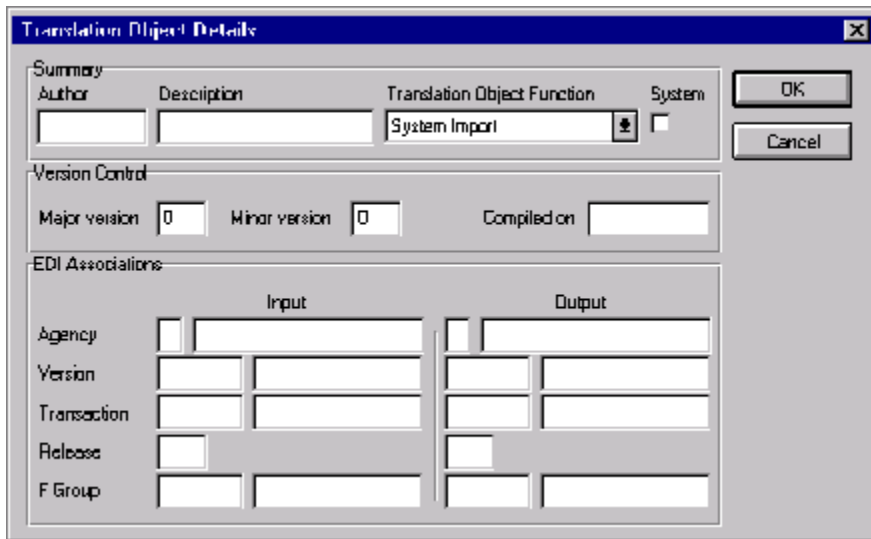 Translation Object Details
Summary
Author Description Translation Object Function System
System Import
OK
Cancel
Version Control
Major version 0 Minor version 0 Compiled on
EDI Associations
Input Output
Agency
Version
Transaction
Release
F Group